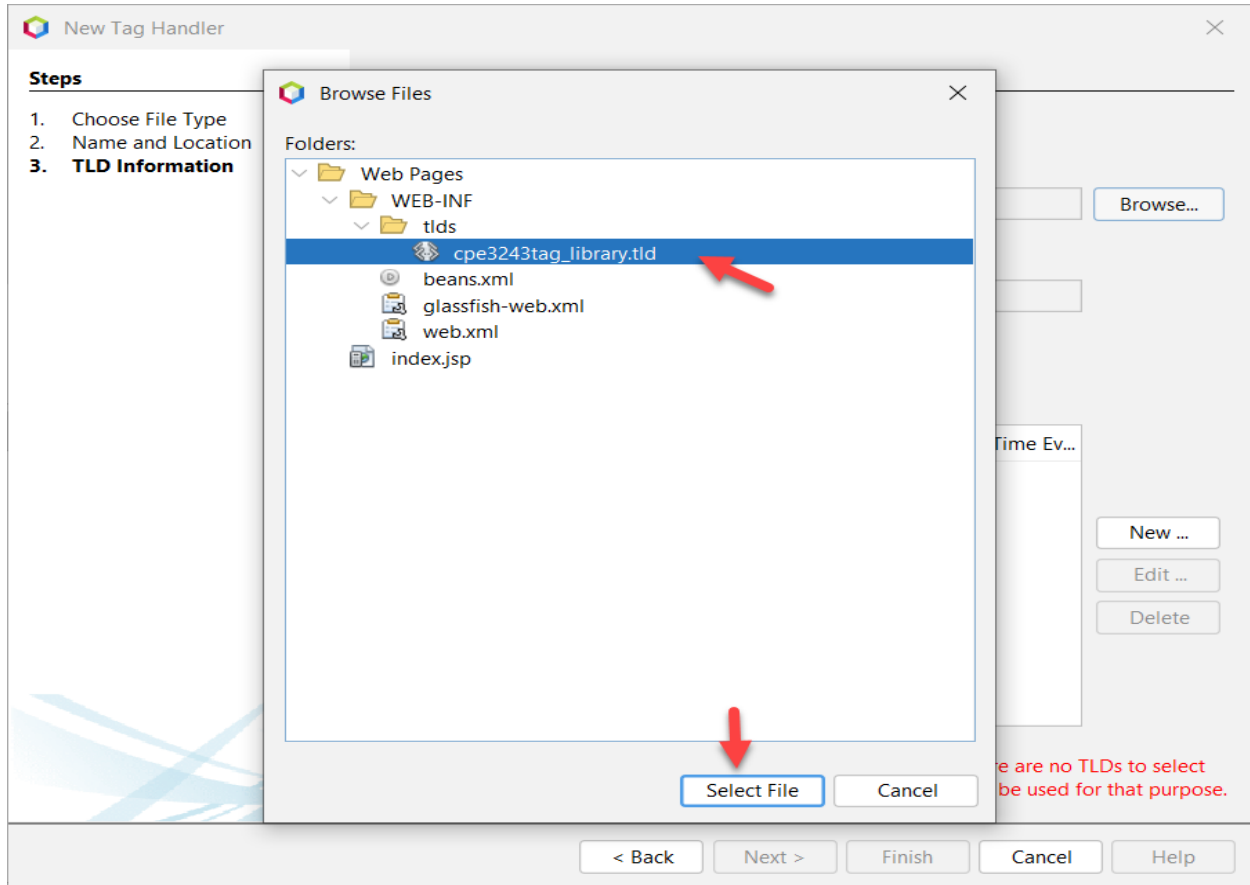 New Tag Handler
Steps
1. Choose File Type
2. Name and Location
3. TLD Information
Browse Files
Folders:
Web Pages
WEB-INF
tlds
cpe3243tag_library.tld
beans.xml
glassfish-web.xml
web.xml
index.jsp
Select File
Cancel
Browse...
Time Ev...
New ...
Edit ...
Delete
are no TLDs to select
be used for that purpose.
< Back
Next >
Finish
Cancel
Help